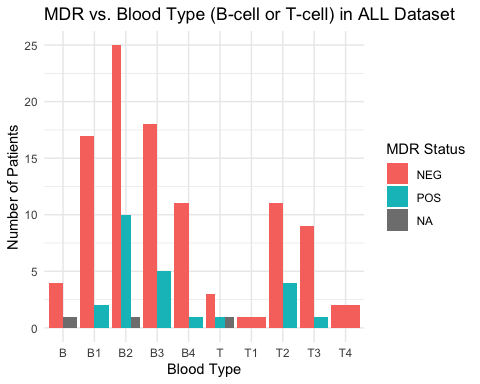 MDR vs. Blood Type (B-cell or T-cell) in ALL Dataset
Number of Patients
25
20
15
10
5
0
B B1 B2 B3 B4 T T1 T2 T3 T4
Blood Type
MDR Status
NEG
POS
NA